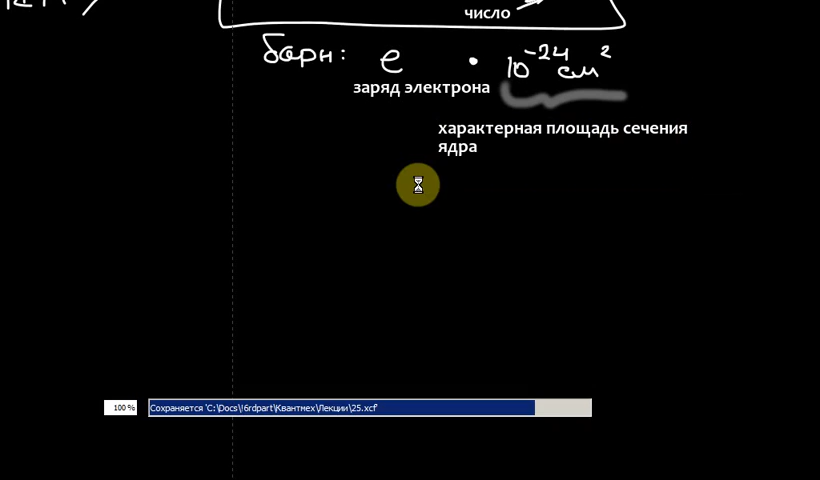 число
барн: e • 10⁻²⁴ см²
заряд электрона
характерная площадь сечения
ядра
100 %
Сохраняется 'C:\Docs\!6rdpart\Квантмех\Лекции\25.xcf'